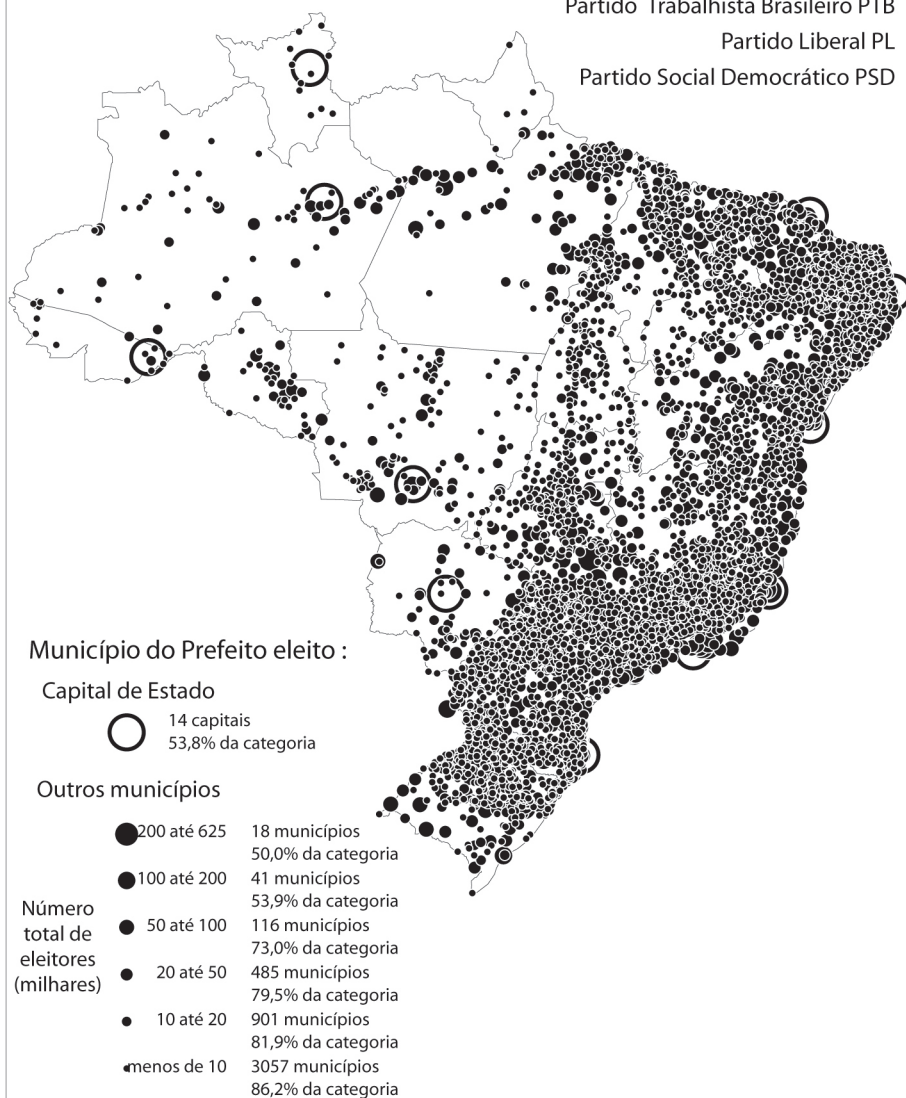 Partido Trabalhista Brasileiro PTB
Partido Liberal PL
Partido Social Democrático PSD
Município do Prefeito eleito :
Capital de Estado
14 capitais
53,8% da categoria
Outros municípios
Número
total de
eleitores
(milhares)
200 até 625 18 municípios
50,0% da categoria
100 até 200 41 municípios
53,9% da categoria
50 até 100 116 municípios
73,0% da categoria
20 até 50 485 municípios
79,5% da categoria
10 até 20 901 municípios
81,9% da categoria
menos de 10 3057 municípios
86,2% da categoria